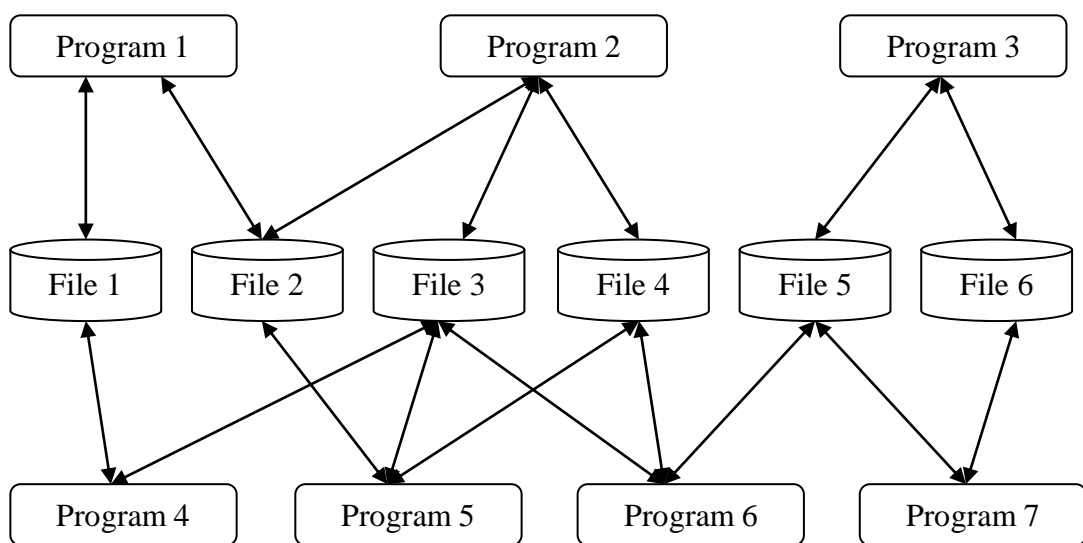 Program 1
Program 2
Program 3
File 1
File 2
File 3
File 4
File 5
File 6
Program 4
Program 5
Program 6
Program 7